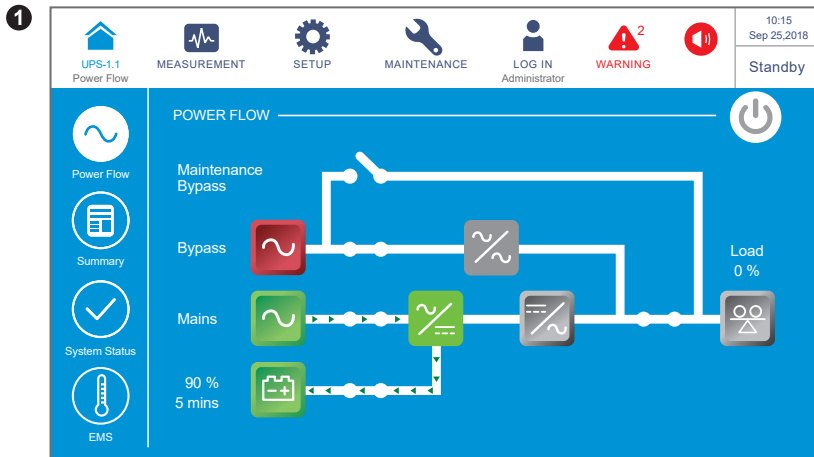 1
10:15
Sep 25,2018
Standby
UPS-1.1
Power Flow
MEASUREMENT
SETUP
MAINTENANCE
LOG IN
Administrator
2
WARNING
POWER FLOW
Power Flow
Summary
System Status
EMS
Maintenance
Bypass
Bypass
Load
0 %
Mains
90 %
5 mins